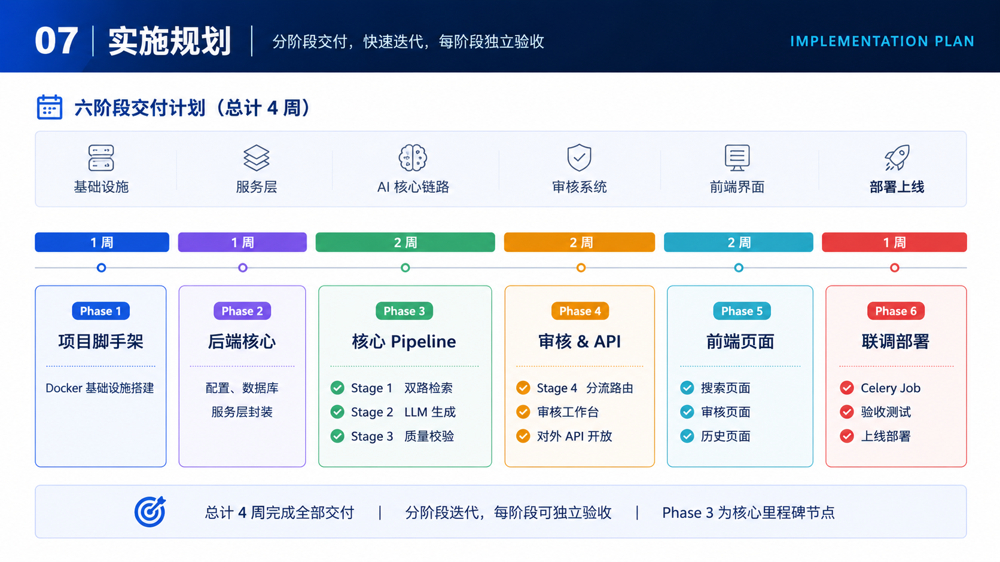 07 | 实施规划 | 分阶段交付，快速迭代，每阶段独立验收
IMPLEMENTATION PLAN
六阶段交付计划（总计 4 周）
基础设施
服务层
AI 核心链路
审核系统
前端界面
部署上线
1 周
1 周
2 周
2 周
2 周
1 周
Phase 1
项目脚手架
Docker 基础设施搭建
Phase 2
后端核心
配置、数据库
服务层封装
Phase 3
核心 Pipeline
Stage 1 双路检索
Stage 2 LLM 生成
Stage 3 质量校验
Phase 4
审核 & API
Stage 4 分流路由
审核工作台
对外 API 开放
Phase 5
前端页面
搜索页面
审核页面
历史页面
Phase 6
联调部署
Celery Job
验收测试
上线部署
总计 4 周完成全部交付 | 分阶段迭代，每阶段可独立验收 | Phase 3 为核心里程碑节点